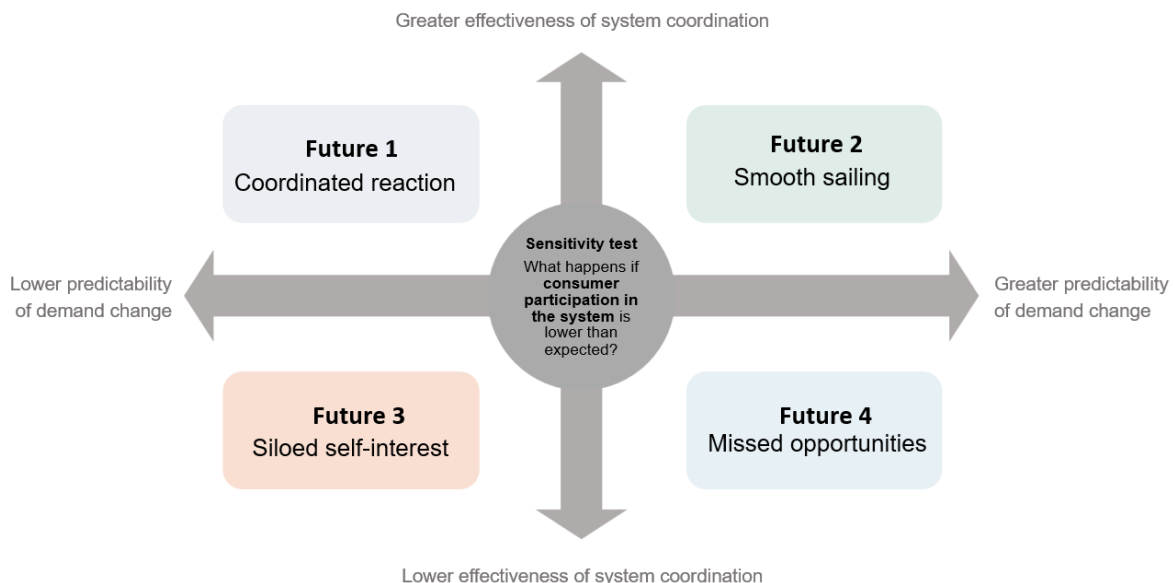 Greater effectiveness of system coordination
Future 1
Coordinated reaction
Future 2
Smooth sailing
Lower predictability
of demand change
Sensitivity test
What happens if
consumer
participation in
the system is
lower than
expected?
Greater predictability
of demand change
Future 3
Siloed self-interest
Future 4
Missed opportunities
Lower effectiveness of system coordination